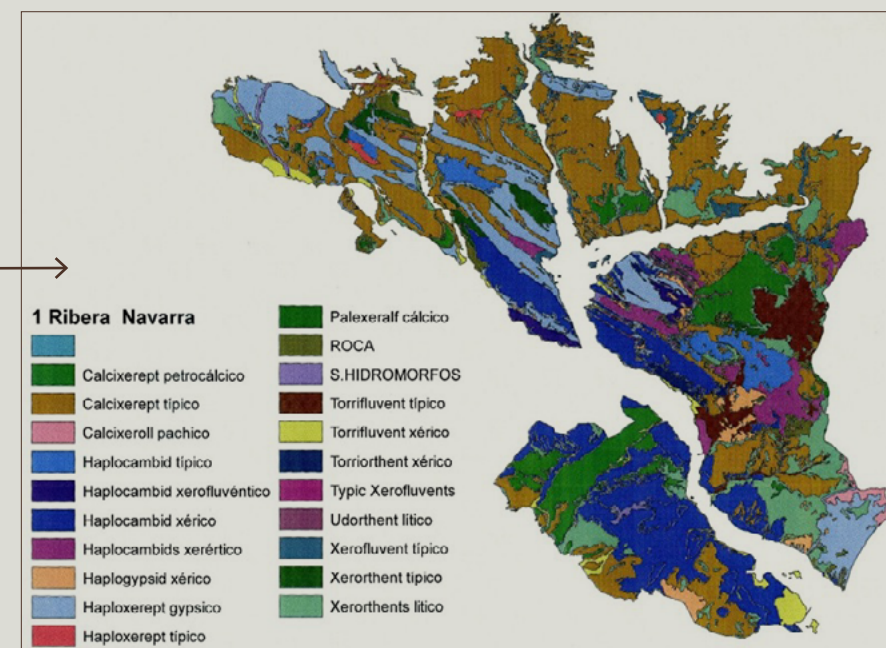 1 Ribera Navarra
Calcixerept petrocálcico
Calcixerept típico
Calcixeroll pachico
Haplocambid típico
Haplocambid xerofluvéntico
Haplocambid xérico
Haplocambids xerértico
Haplogypsid xérico
Haploxerept gypsico
Haploxerept típico
Palexeralf cálcico
ROCA
S.HIDROMORFOS
Torrifluvent típico
Torrifluvent xérico
Torriorthent xérico
Typic Xerofluvents
Udorthent lítico
Xerofluvent típico
Xerorthent típico
Xerorthents lítico